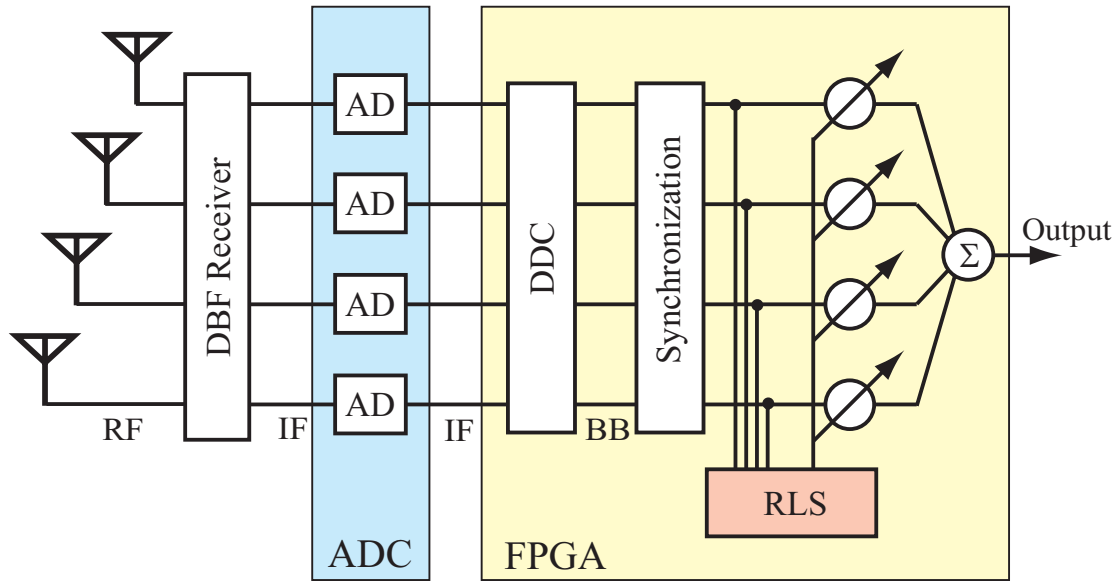 RF
DBF Receiver
IF
AD
AD
AD
AD
ADC
IF
DDC
BB
Synchronization
RLS
FPGA
Σ
Output